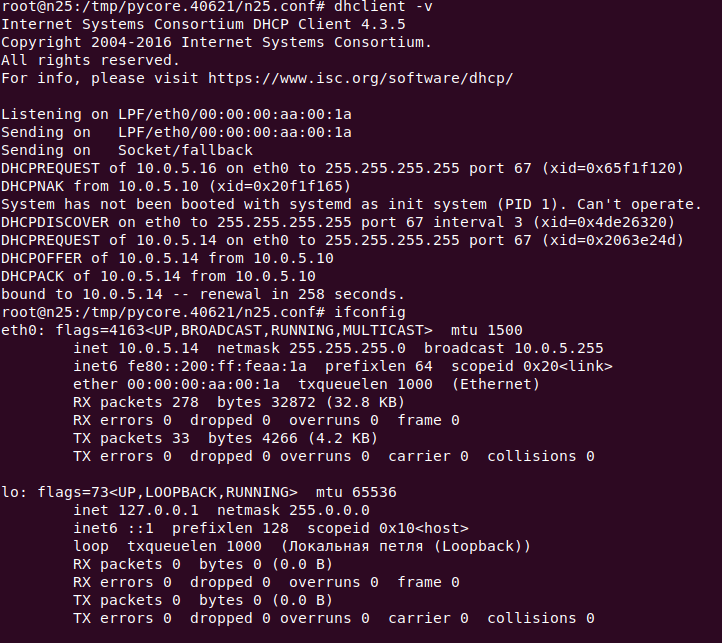 root@n25:/tmp/pycore.40621/n25.conf# dhclient -v
Internet Systems Consortium DHCP Client 4.3.5
Copyright 2004-2016 Internet Systems Consortium.
All rights reserved.
For info, please visit https://www.isc.org/software/dhcp/

Listening on LPF/eth0/00:00:00:aa:00:1a
Sending on   LPF/eth0/00:00:00:aa:00:1a
Sending on   Socket/fallback
DHCPREQUEST of 10.0.5.16 on eth0 to 255.255.255.255 port 67 (xid=0x65f1f120)
DHCPNAK from 10.0.5.10 (xid=0x20f1f165)
System has not been booted with systemd as init system (PID 1). Can't operate.
DHCPDISCOVER on eth0 to 255.255.255.255 port 67 interval 3 (xid=0x4de26320)
DHCPREQUEST of 10.0.5.14 on eth0 to 255.255.255.255 port 67 (xid=0x2063e24d)
DHCPOFFER of 10.0.5.14 from 10.0.5.10
DHCPACK of 10.0.5.14 from 10.0.5.10
bound to 10.0.5.14 -- renewal in 258 seconds.
root@n25:/tmp/pycore.40621/n25.conf# ifconfig
eth0: flags=4163<UP,BROADCAST,RUNNING,MULTICAST>  mtu 1500
        inet 10.0.5.14  netmask 255.255.255.0  broadcast 10.0.5.255
        inet6 fe80::200:ff:feaa:1a  prefixlen 64  scopeid 0x20<link>
        ether 00:00:00:aa:00:1a  txqueuelen 1000  (Ethernet)
        RX packets 278  bytes 32872 (32.8 KB)
        RX errors 0  dropped 0  overruns 0  frame 0
        TX packets 33  bytes 4266 (4.2 KB)
        TX errors 0  dropped 0 overruns 0  carrier 0  collisions 0

lo: flags=73<UP,LOOPBACK,RUNNING>  mtu 65536
        inet 127.0.0.1  netmask 255.0.0.0
        inet6 ::1  prefixlen 128  scopeid 0x10<host>
        loop  txqueuelen 1000  (Локальная петля (Loopback))
        RX packets 0  bytes 0 (0.0 B)
        RX errors 0  dropped 0  overruns 0  frame 0
        TX packets 0  bytes 0 (0.0 B)
        TX errors 0  dropped 0 overruns 0  carrier 0  collisions 0